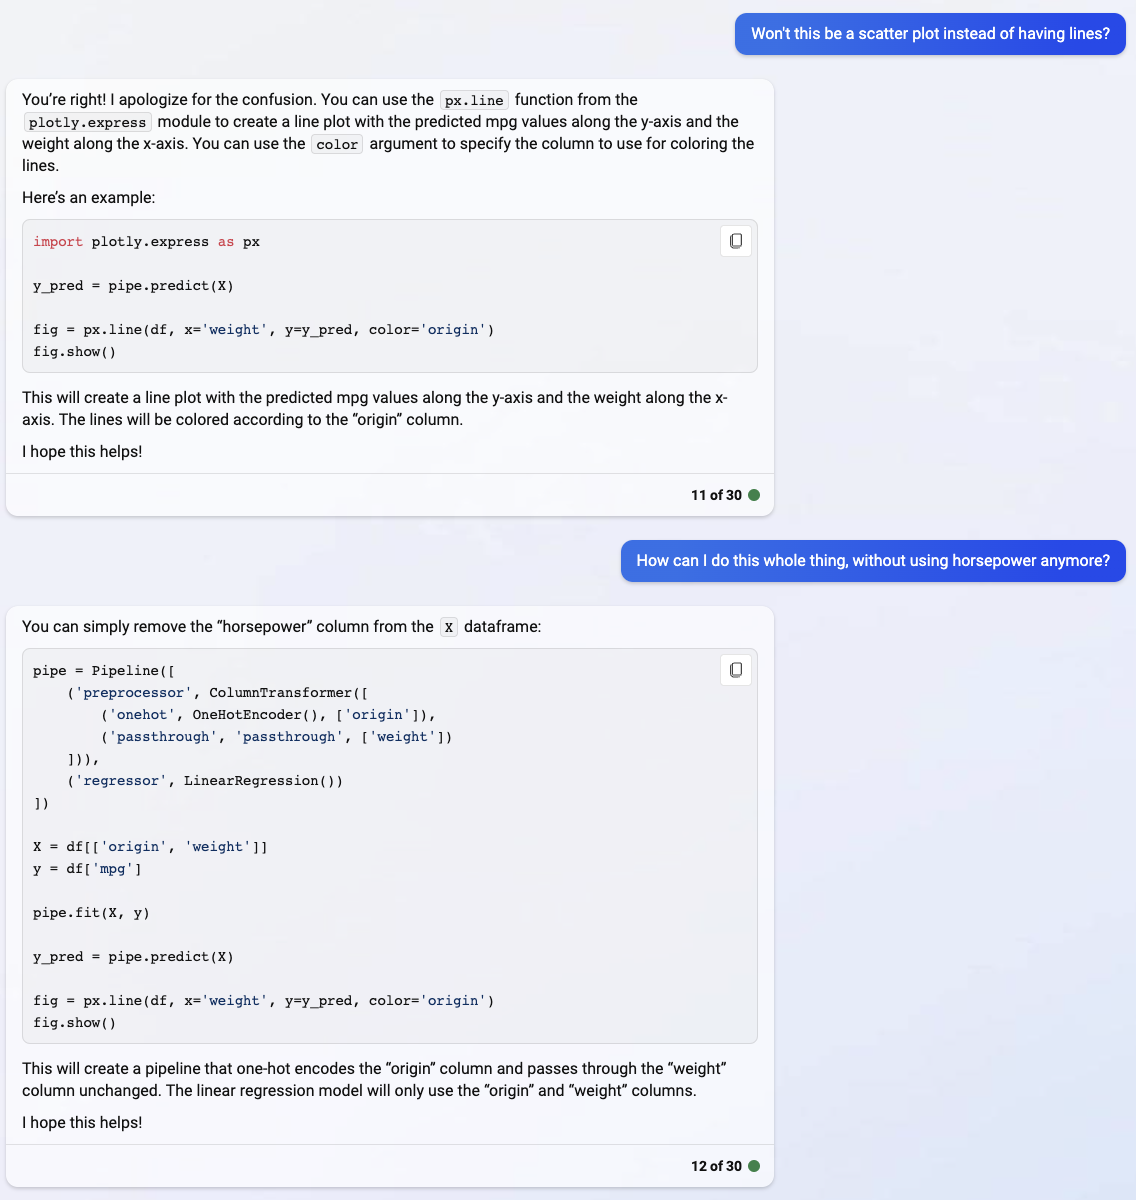 Won't this be a scatter plot instead of having lines?
You’re right! I apologize for the confusion. You can use the px.line function from the
plotly.express module to create a line plot with the predicted mpg values along the y-axis and the
weight along the x-axis. You can use the color argument to specify the column to use for coloring the
lines.
Here’s an example:
import plotly.express as px
y_pred = pipe.predict(X)
fig = px.line(df, x='weight', y=y_pred, color='origin')
fig.show()
This will create a line plot with the predicted mpg values along the y-axis and the weight along the x-
axis. The lines will be colored according to the “origin” column.
I hope this helps!
11 of 30
How can I do this whole thing, without using horsepower anymore?
You can simply remove the “horsepower” column from the X dataframe:
pipe = Pipeline([
    ('preprocessor', ColumnTransformer([
        ('onehot', OneHotEncoder(), ['origin']),
        ('passthrough', 'passthrough', ['weight'])
    ])),
    ('regressor', LinearRegression())
])
X = df[['origin', 'weight']]
y = df['mpg']
pipe.fit(X, y)
y_pred = pipe.predict(X)
fig = px.line(df, x='weight', y=y_pred, color='origin')
fig.show()
This will create a pipeline that one-hot encodes the “origin” column and passes through the “weight”
column unchanged. The linear regression model will only use the “origin” and “weight” columns.
I hope this helps!
12 of 30